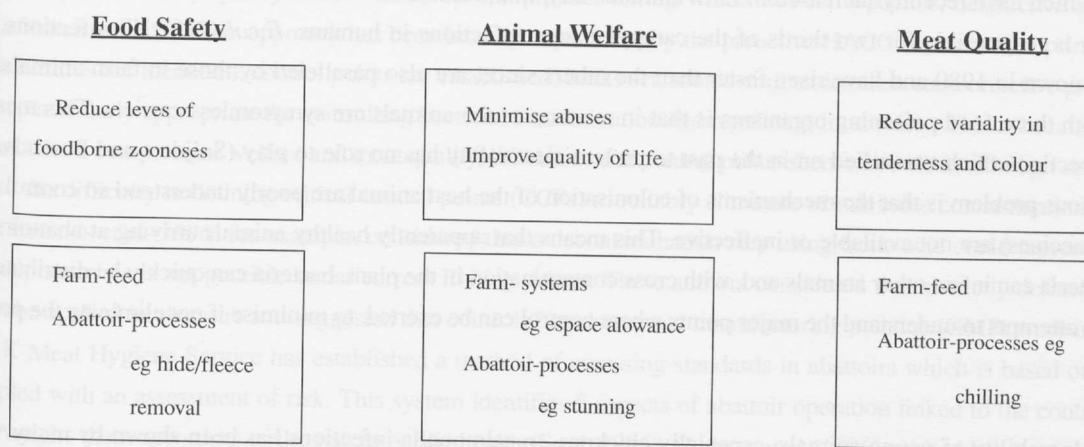 Food Safety
Reduce leves of
foodborne zoonoses
Farm-feed
Abattoir-processes
eg hide/fleece
removal
Animal Welfare
Minimise abuses
Improve quality of life
Farm- systems
eg espace alowance
Abattoir-processes
eg stunning
Meat Quality
Reduce variality in
tenderness and colour
Farm-feed
Abattoir-processes eg
chilling